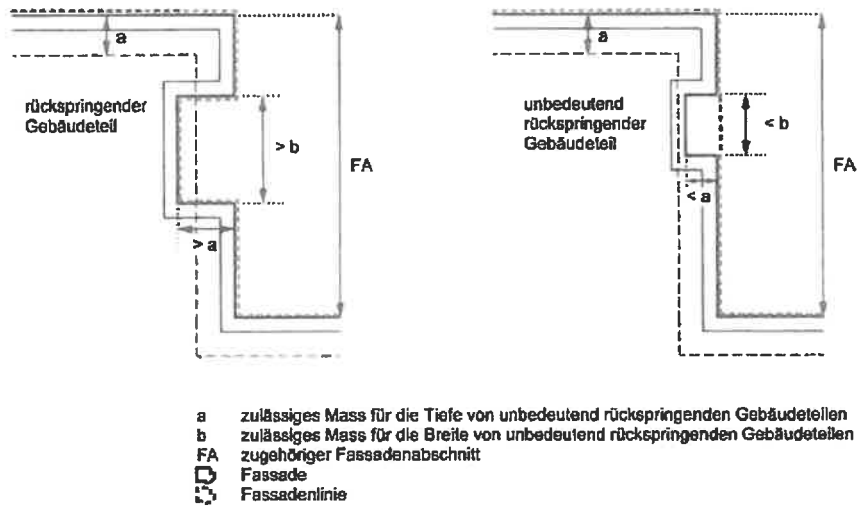 a
rückspringender
Gebäudeteil
> b
FA
> a
a
unbedeutend
rückspringender
Gebäudeteil
< b
FA
< a
a zulässiges Mass für die Tiefe von unbedeutend rückspringenden Gebäudeteilen
b zulässiges Mass für die Breite von unbedeutend rückspringenden Gebäudeteilen
FA zugehöriger Fassadenabschnitt
Fassade
Fassadenlinie